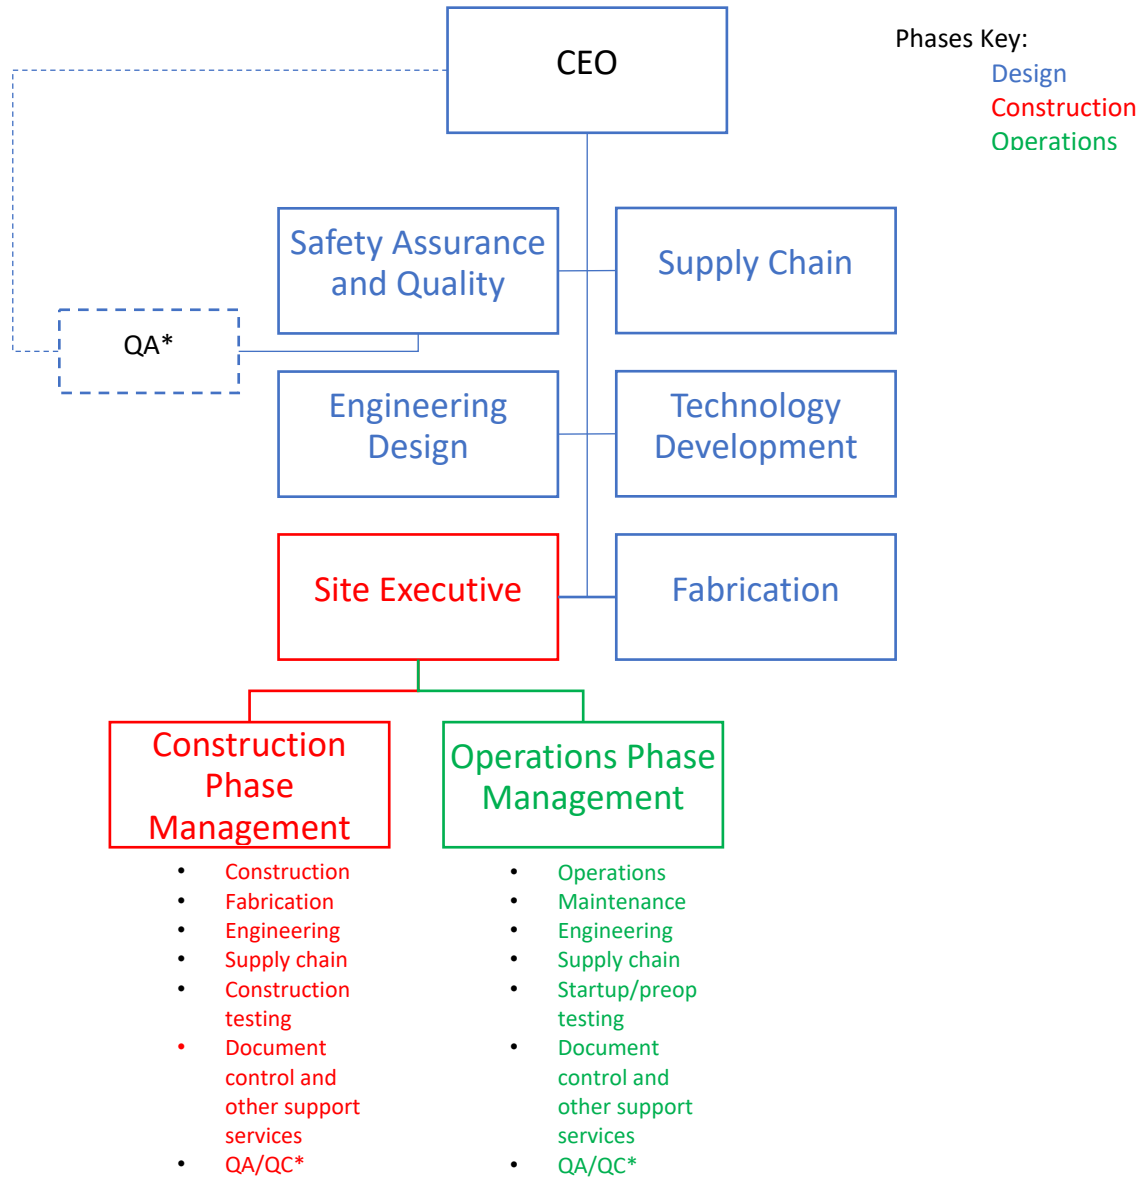 CEO
Phases Key:
Design
Construction
Operations
Safety Assurance
and Quality
Supply Chain
QA*
Engineering
Design
Technology
Development
Site Executive
Fabrication
Construction
Phase
Management
Operations Phase
Management
• Construction
• Fabrication
• Engineering
• Supply chain
• Construction
testing
• Document
control and
other support
services
• QA/QC*
• Operations
• Maintenance
• Engineering
• Supply chain
• Startup/preop
testing
• Document
control and
other support
services
• QA/QC*